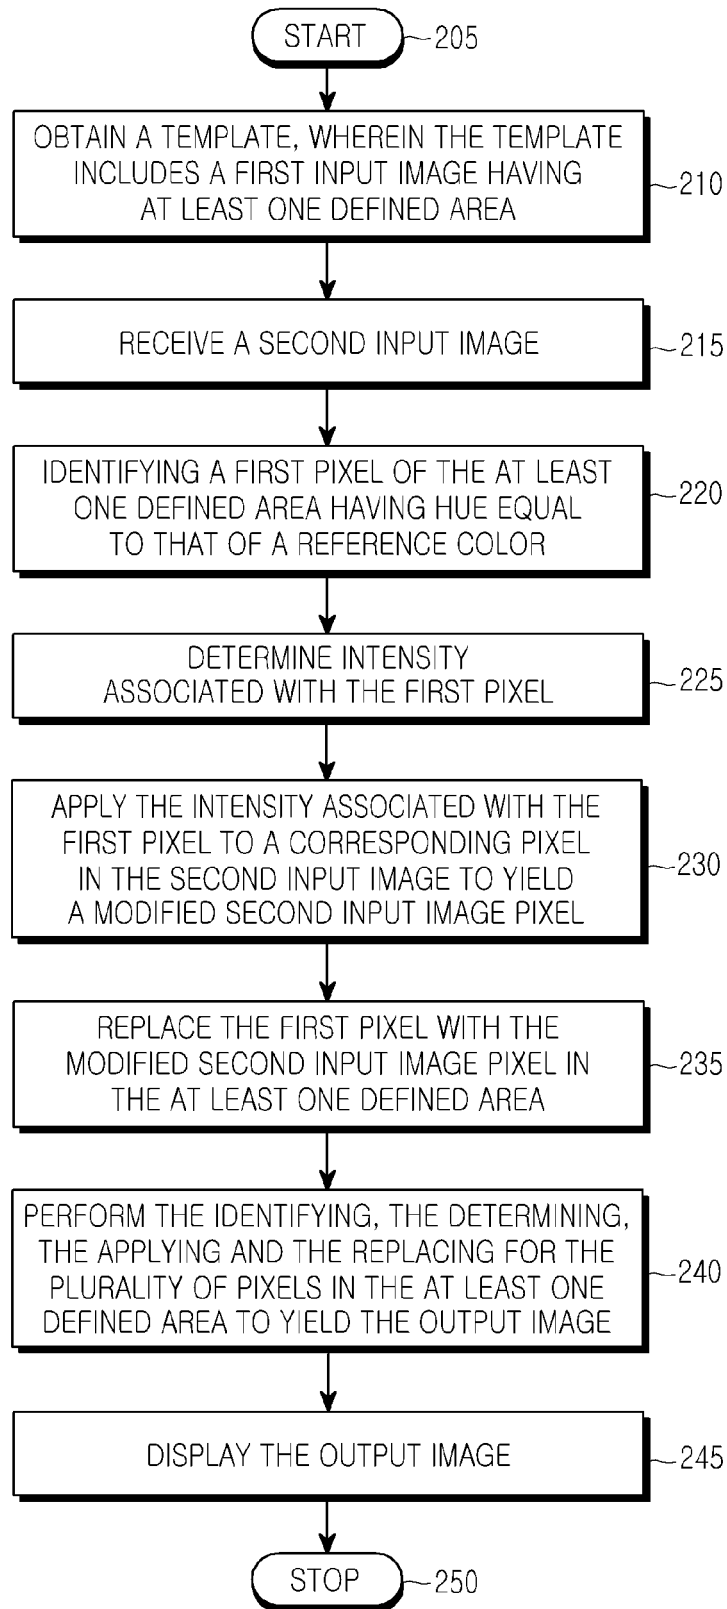 START
205
OBTAIN A TEMPLATE, WHEREIN THE TEMPLATE
INCLUDES A FIRST INPUT IMAGE HAVING
AT LEAST ONE DEFINED AREA
210
RECEIVE A SECOND INPUT IMAGE
215
IDENTIFYING A FIRST PIXEL OF THE AT LEAST
ONE DEFINED AREA HAVING HUE EQUAL
TO THAT OF A REFERENCE COLOR
220
DETERMINE INTENSITY
ASSOCIATED WITH THE FIRST PIXEL
225
APPLY THE INTENSITY ASSOCIATED WITH THE
FIRST PIXEL TO A CORRESPONDING PIXEL
IN THE SECOND INPUT IMAGE TO YIELD
A MODIFIED SECOND INPUT IMAGE PIXEL
230
REPLACE THE FIRST PIXEL WITH THE
MODIFIED SECOND INPUT IMAGE PIXEL IN
THE AT LEAST ONE DEFINED AREA
235
PERFORM THE IDENTIFYING, THE DETERMINING,
THE APPLYING AND THE REPLACING FOR THE
PLURALITY OF PIXELS IN THE AT LEAST ONE
DEFINED AREA TO YIELD THE OUTPUT IMAGE
240
DISPLAY THE OUTPUT IMAGE
245
STOP
250